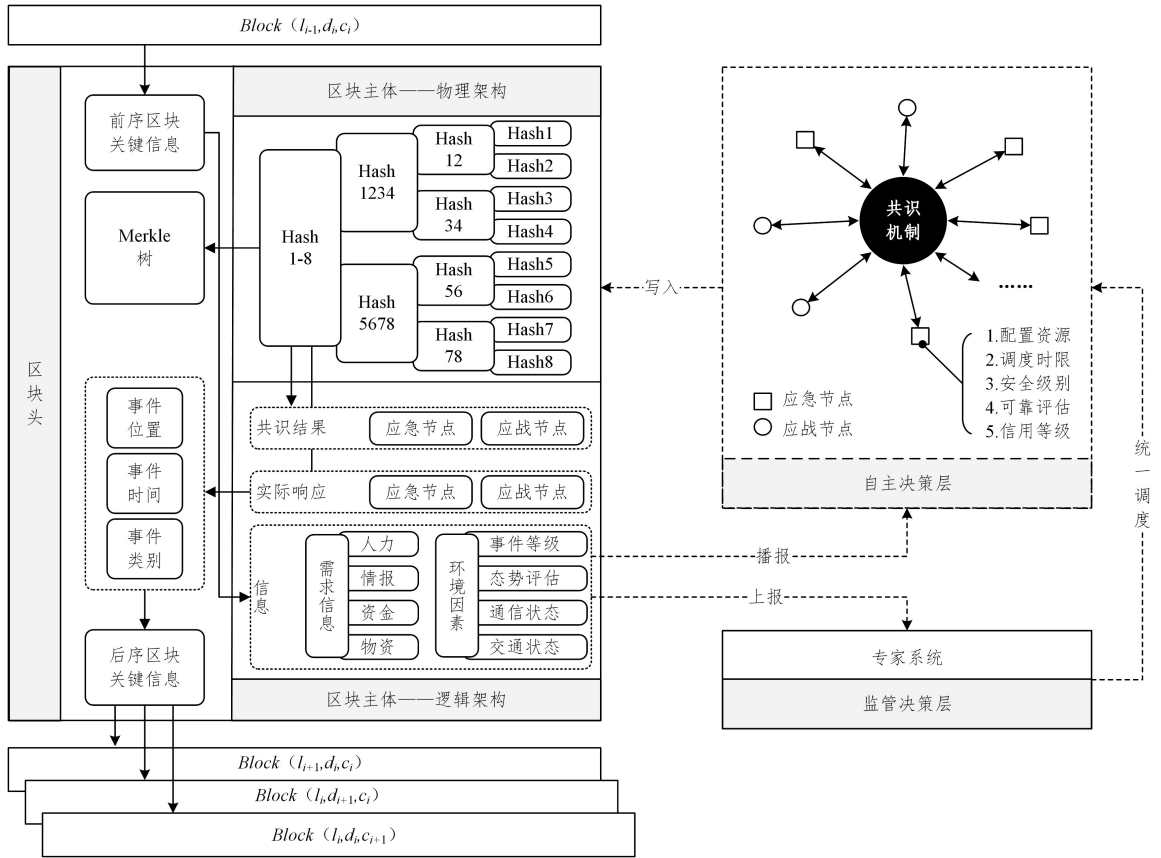 Block（l_{i-1},d_i,c_i）
区块头
前序区块
关键信息
Merkle
树
事件
位置
事件
时间
事件
类别
后序区块
关键信息
区块主体——物理架构
Hash
1-8
Hash
1234
Hash
5678
Hash
12
Hash
34
Hash
56
Hash
78
Hash1
Hash2
Hash3
Hash4
Hash5
Hash6
Hash7
Hash8
共识结果 应急节点 应战节点
实际响应 应急节点 应战节点
信息
需求信息
人力
情报
资金
物资
环境因素
事件等级
态势评估
通信状态
交通状态
区块主体——逻辑架构
Block（l_{i+1},d_i,c_i）
Block（l_i,d_{i+1},c_i）
Block（l_i,d_i,c_{i+1}）
写入
共识
机制
......
1.配置资源
2.调度时限
3.安全级别
4.可靠评估
5.信用等级
应急节点
应战节点
自主决策层
播报
上报
统一调度
专家系统
监管决策层